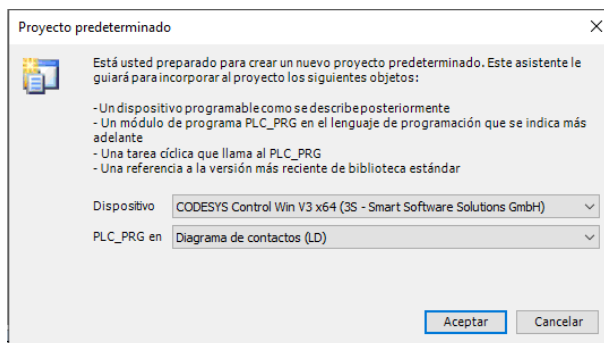 Proyecto predeterminado
Está usted preparado para crear un nuevo proyecto predeterminado. Este asistente le
guiará para incorporar al proyecto los siguientes objetos:
- Un dispositivo programable como se describe posteriormente
- Un módulo de programa PLC_PRG en el lenguaje de programación que se indica más
adelante
- Una tarea cíclica que llama al PLC_PRG
- Una referencia a la versión más reciente de biblioteca estándar
Dispositivo CODESYS Control Win V3 x64 (3S - Smart Software Solutions GmbH)
PLC_PRG en Diagrama de contactos (LD)
Aceptar Cancelar